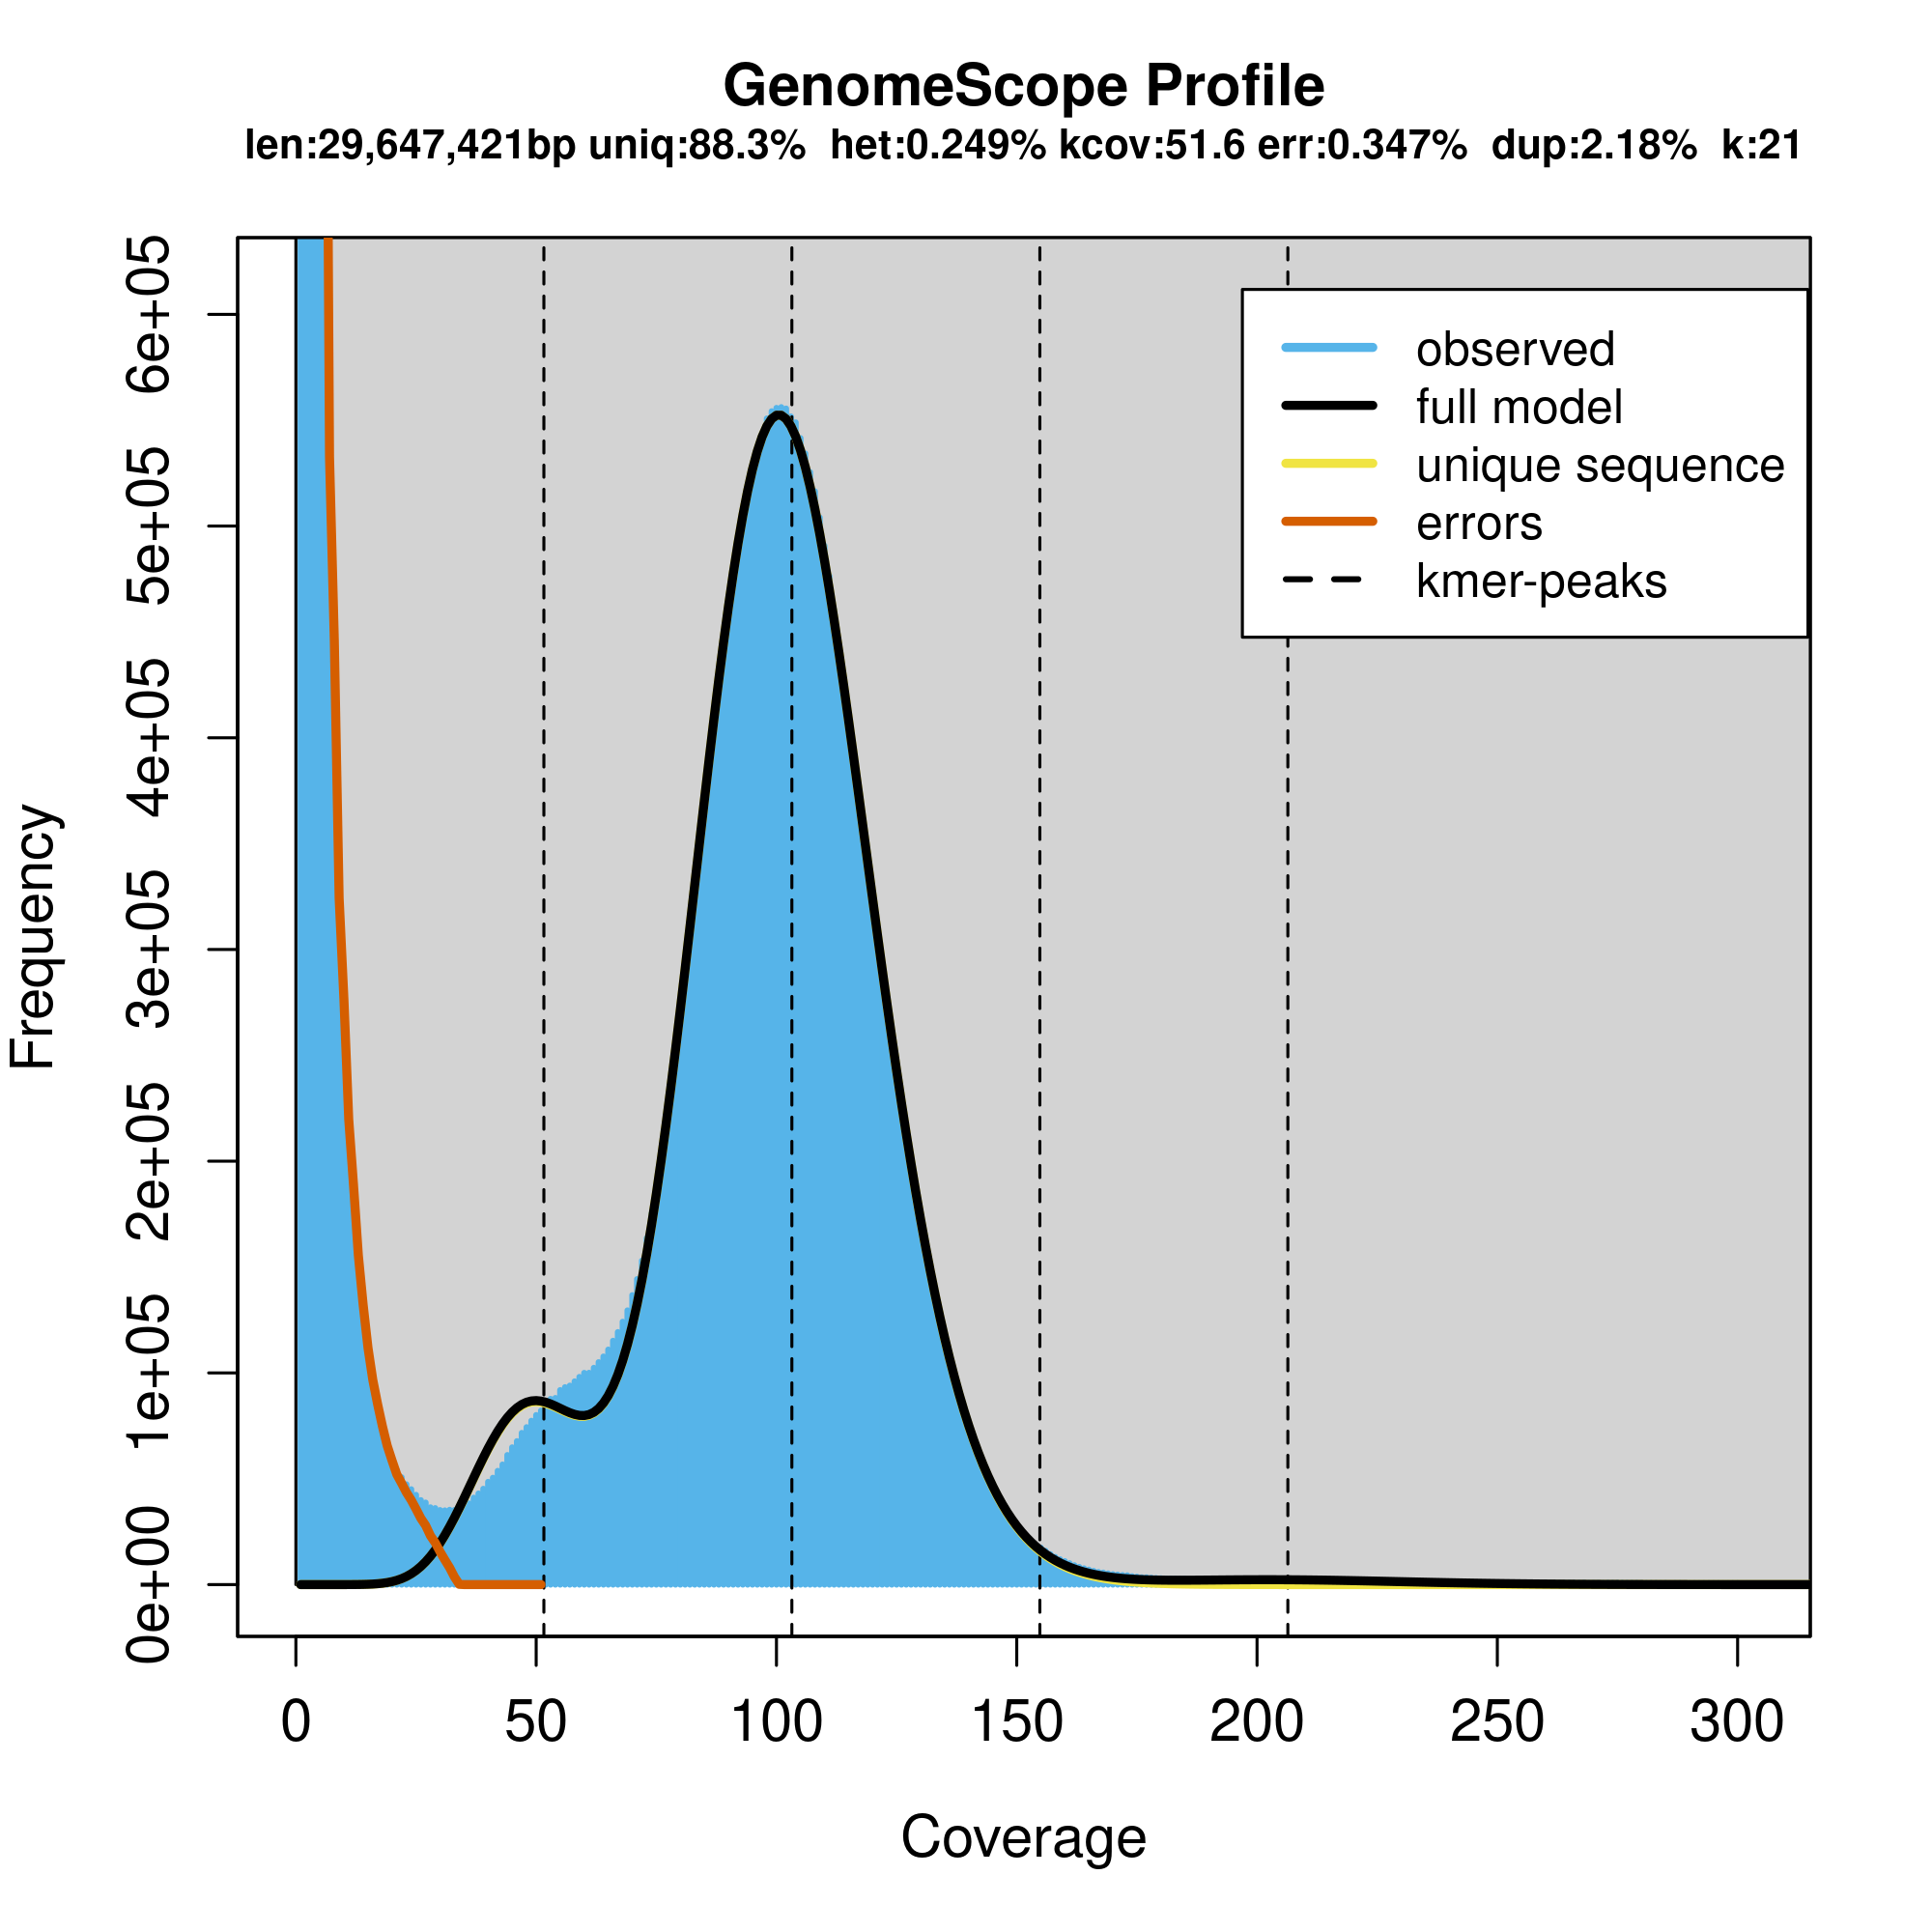 GenomeScope Profile
len:29,647,421bp uniq:88.3% het:0.249% kcov:51.6 err:0.347% dup:2.18% k:21
observed
full model
unique sequence
errors
kmer-peaks
Frequency
6e+05
5e+05
4e+05
3e+05
2e+05
1e+05
0e+00
0 50 100 150 200 250 300
Coverage